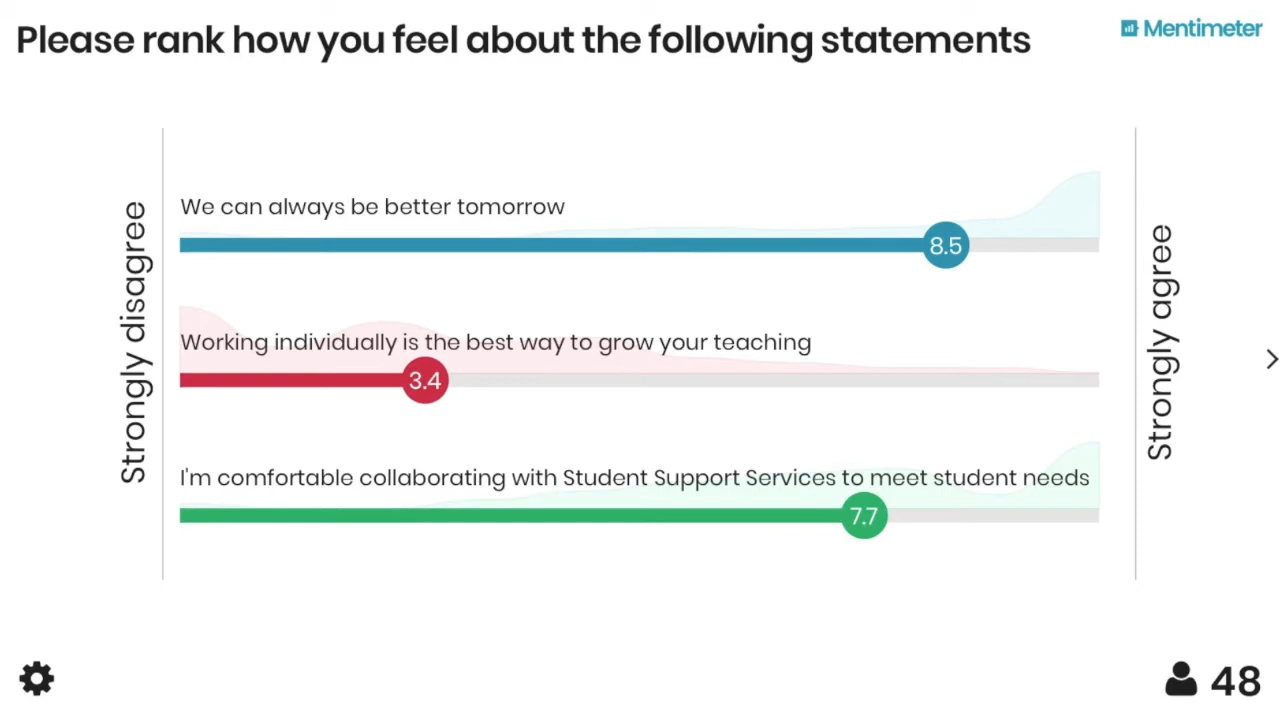 Please rank how you feel about the following statements
Mentimeter
Strongly disagree
We can always be better tomorrow
8.5
Working individually is the best way to grow your teaching
3.4
I'm comfortable collaborating with Student Support Services to meet student needs
7.7
Strongly agree
48